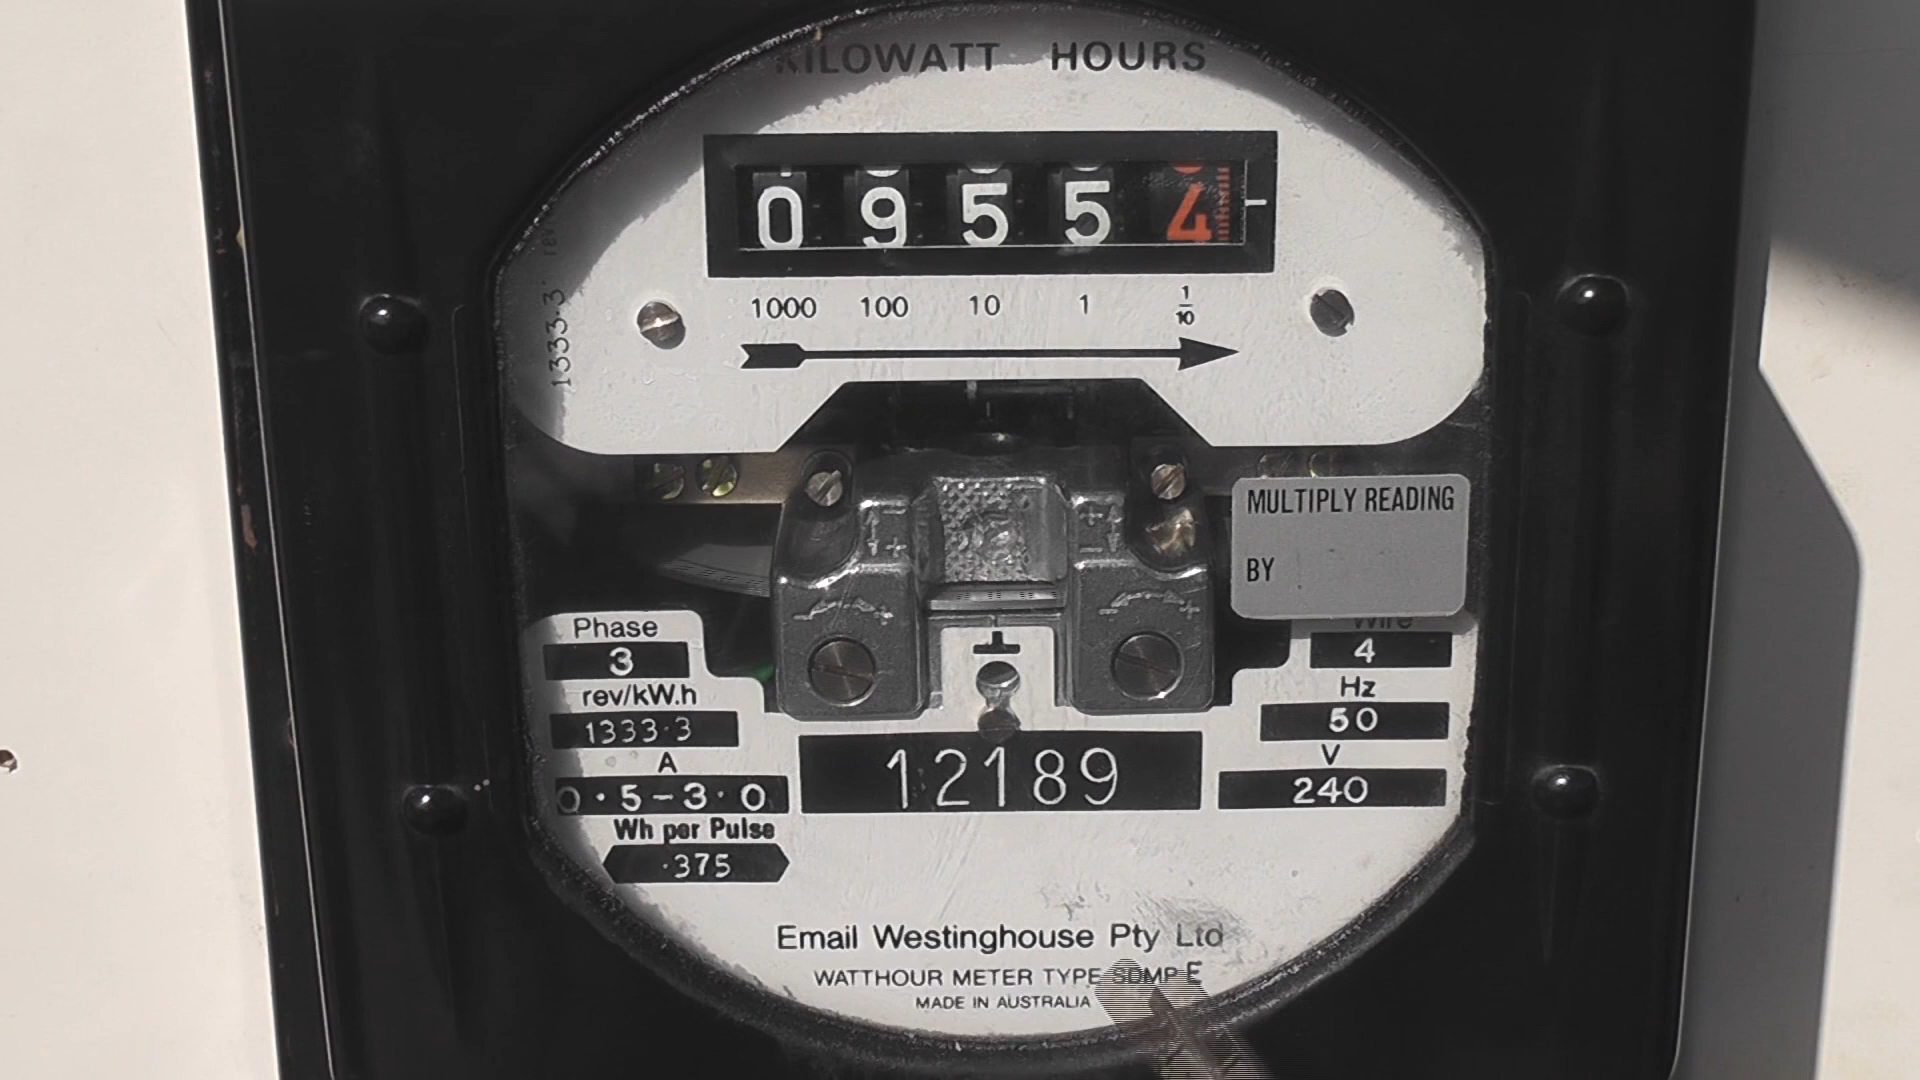 KILOWATT HOURS
0 9 5 5 4
1000 100 10 1 1/10
1333·3 rev
MULTIPLY READING
BY
Phase
3
rev/kW.h
1333·3
A
0·5-3·0
Wh per Pulse
·375
12189
Wire
4
Hz
50
V
240
Email Westinghouse Pty Ltd
WATTHOUR METER TYPE SDMP E
MADE IN AUSTRALIA